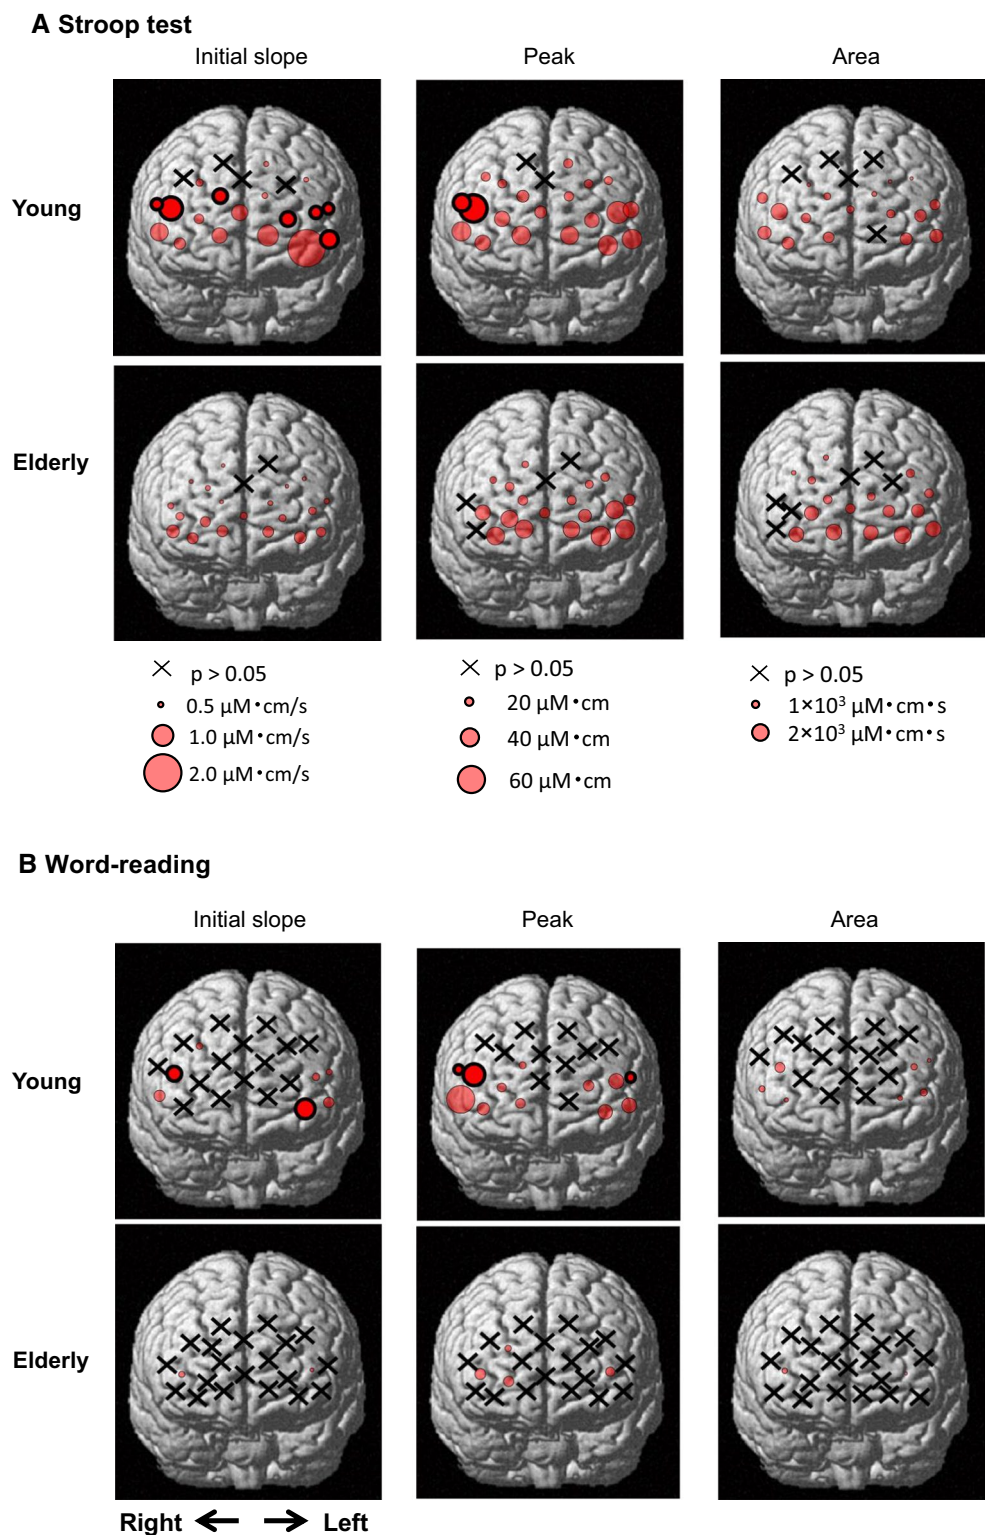 A Stroop test
Initial slope Peak Area
Young
Elderly
p > 0.05 p > 0.05 p > 0.05
0.5 μM・cm/s 20 μM・cm 1×10³ μM・cm・s
1.0 μM・cm/s 40 μM・cm 2×10³ μM・cm・s
2.0 μM・cm/s 60 μM・cm
B Word-reading
Initial slope Peak Area
Young
Elderly
Right ← → Left